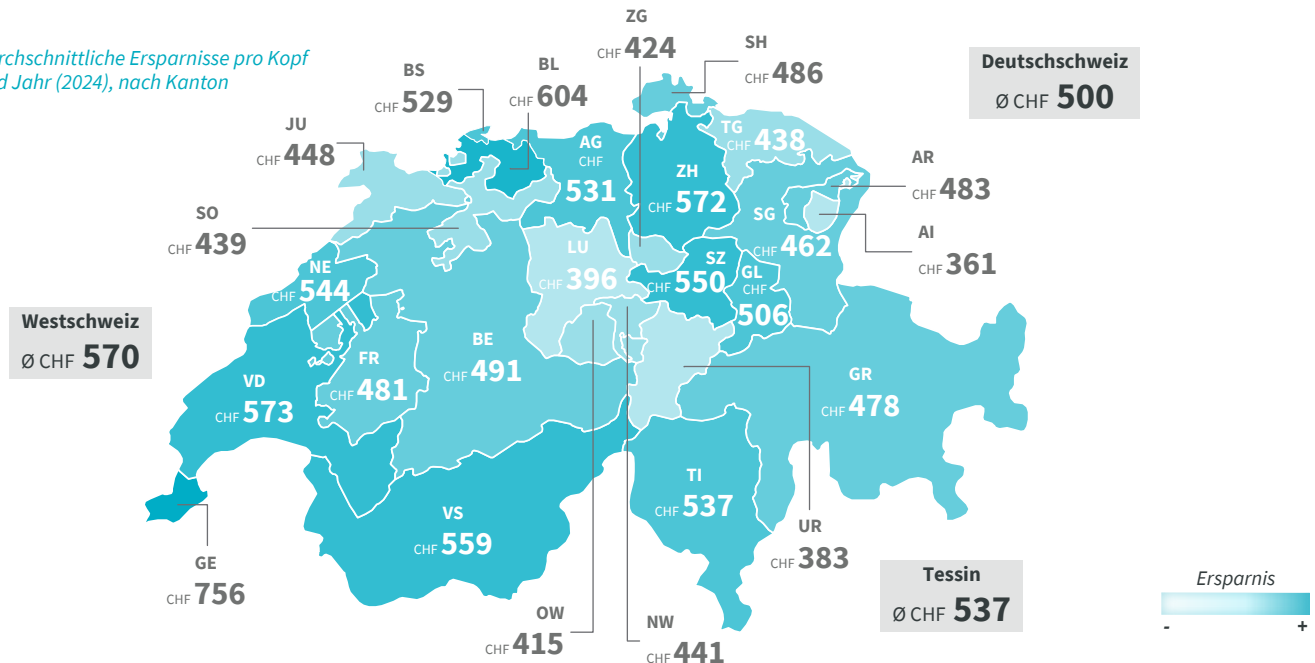 ZG
CHF 424
rchschnittliche Ersparnisse pro Kopf
d Jahr (2024), nach Kanton
SH
CHF 486
Deutschschweiz
Ø CHF 500
BS
CHF 529
BL
CHF 604
JU
CHF 448
AG
CHF
531
TG
CHF 438
ZH
CHF 572
AR
CHF 483
SO
CHF 439
SG
CHF 462
AI
CHF 361
LU
CHF 396
SZ
CHF 550
GL
CHF
506
NE
CHF 544
Westschweiz
Ø CHF 570
BE
CHF 491
FR
CHF 481
VD
CHF 573
GR
CHF 478
TI
CHF 537
VS
CHF 559
UR
CHF 383
GE
CHF 756
Tessin
Ø CHF 537
Ersparnis
- +
OW
CHF 415
NW
CHF 441